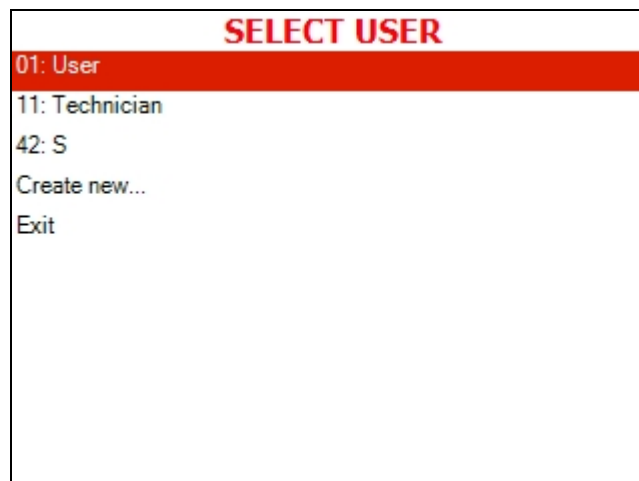 SELECT USER
01: User
11: Technician
42: S
Create new...
Exit